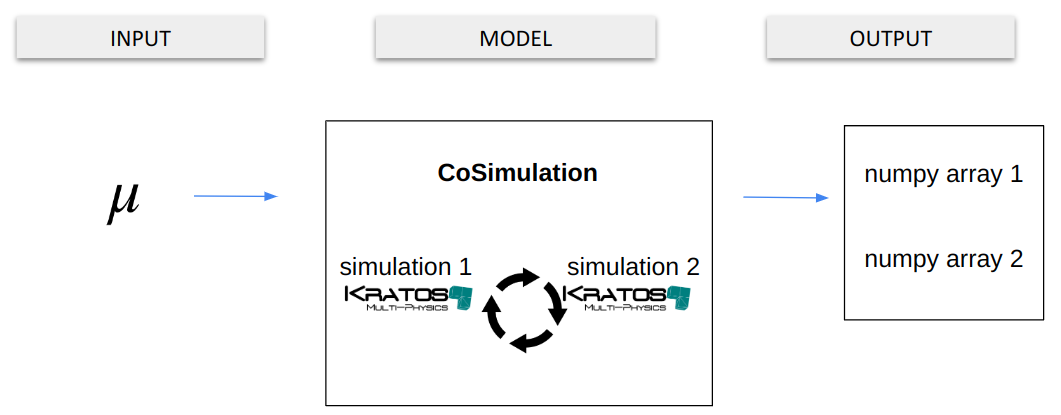 INPUT
MODEL
OUTPUT
μ
CoSimulation
simulation 1
KRATOS
MULTI-PHYSICS
simulation 2
KRATOS
MULTI-PHYSICS
numpy array 1
numpy array 2